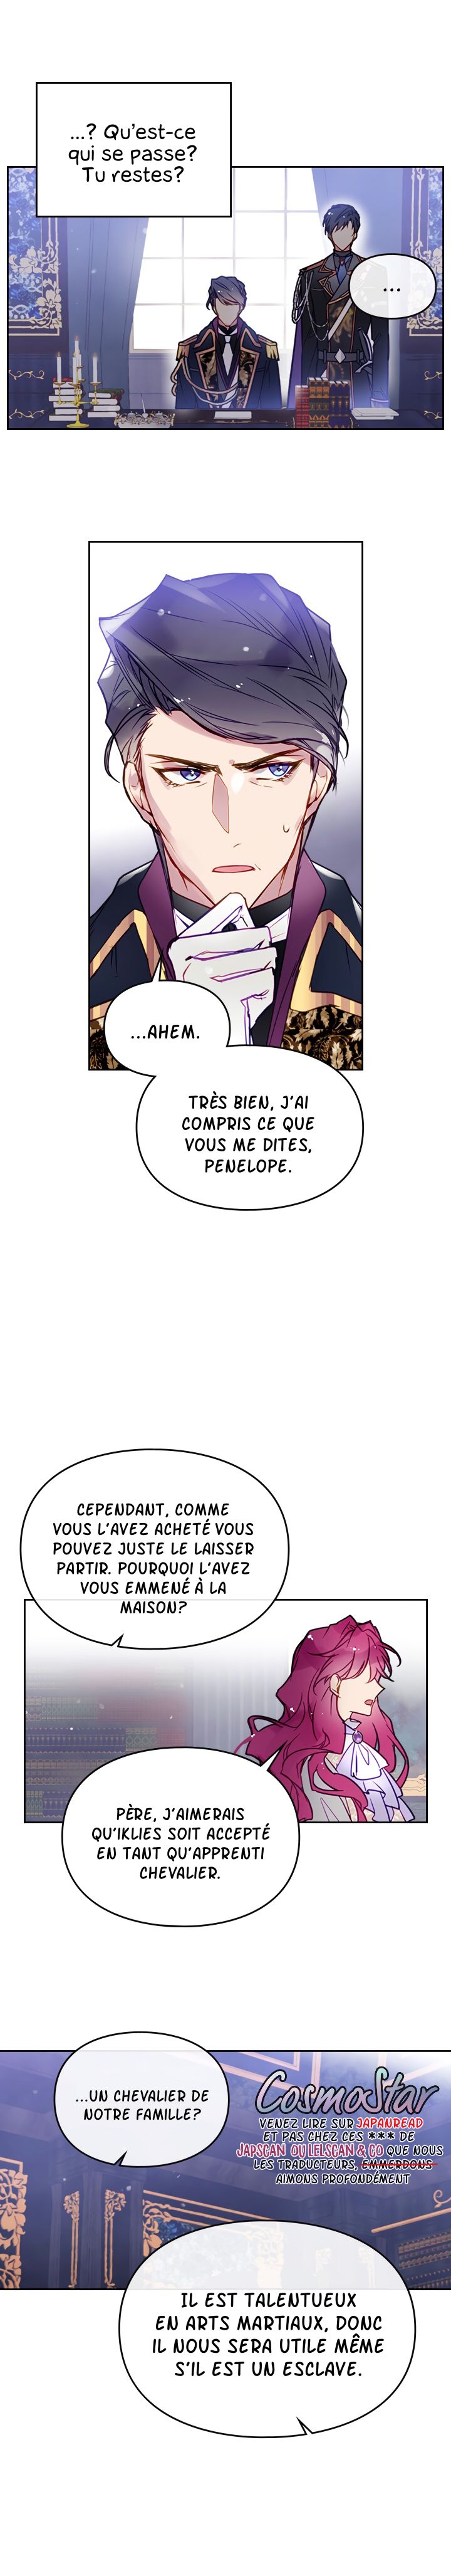 ...? Qu'est-ce
qui se passe?
Tu restes?
...
...AHEM.
TRÈS BIEN, J'AI
COMPRIS CE QUE
VOUS ME DITES,
PENELOPE.
CEPENDANT, COMME
VOUS L'AVEZ ACHETÉ VOUS
POUVEZ JUSTE LE LAISSER
PARTIR. POURQUOI L'AVEZ
VOUS EMMENÉ À LA
MAISON?
PÈRE, J'AIMERAIS
QU'IKLIES SOIT ACCEPTÉ
EN TANT QU'APPRENTI
CHEVALIER.
...UN CHEVALIER DE
NOTRE FAMILLE?
CosmoStar
VENEZ LIRE SUR JAPANREAD
ET PAS CHEZ CES *** DE
JAPSCAN OU LELSCAN & CO QUE NOUS
LES TRADUCTEURS, EMMERDONS
AIMONS PROFONDÉMENT
IL EST TALENTUEUX
EN ARTS MARTIAUX, DONC
IL NOUS SERA UTILE MÊME
S'IL EST UN ESCLAVE.